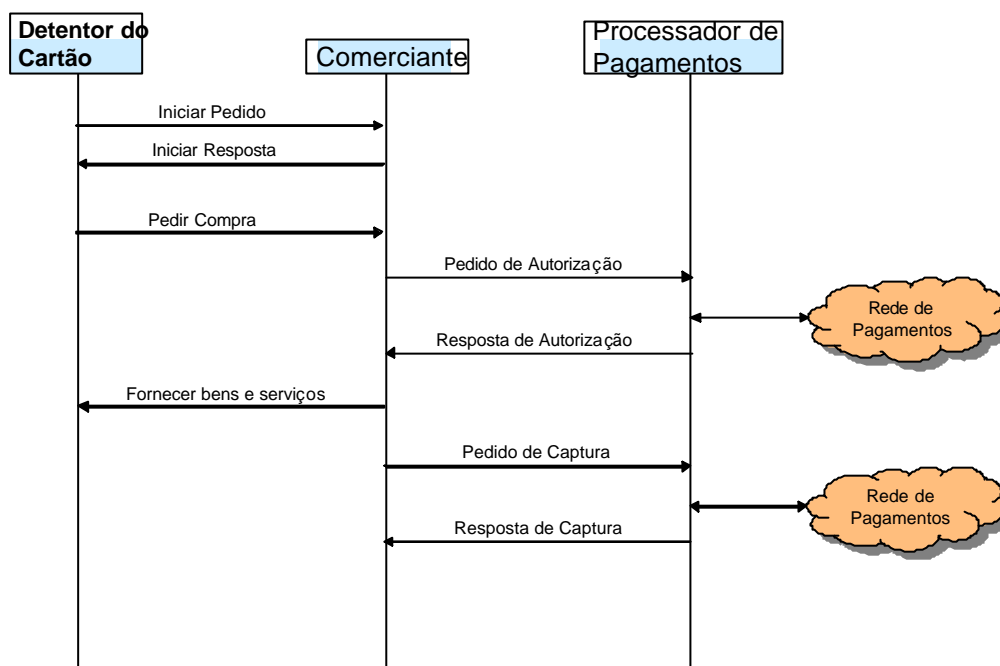 Detentor do
Cartão
Comerciante
Processador de
Pagamentos
Iniciar Pedido
Iniciar Resposta
Pedir Compra
Pedido de Autorização
Rede de
Pagamentos
Resposta de Autorização
Fornecer bens e serviços
Pedido de Captura
Rede de
Pagamentos
Resposta de Captura